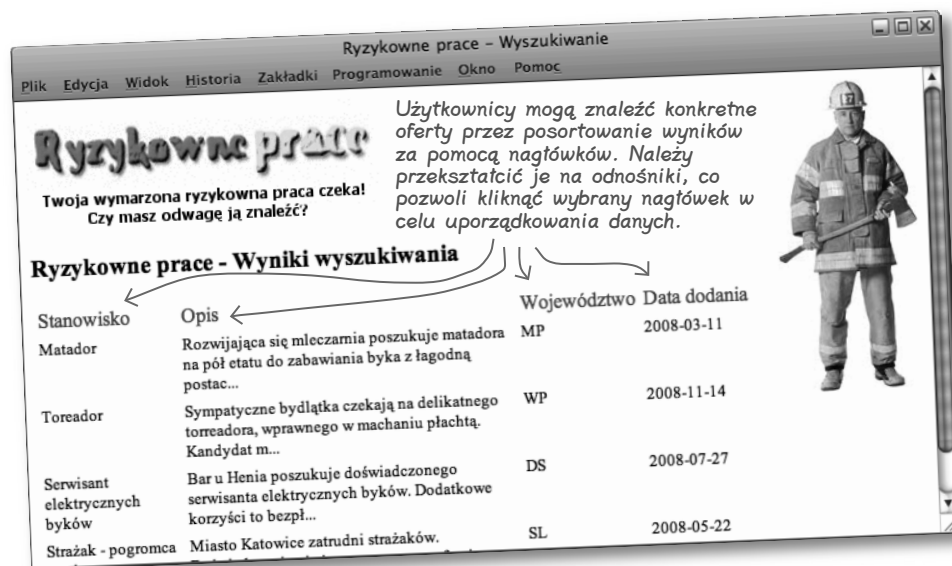 Ryzykowne prace – Wyszukiwanie
Plik Edycja Widok Historia Zakładki Programowanie Okno Pomoc
Ryzykowne prace
Twoja wymarzona ryzykowna praca czeka!
Czy masz odwagę ją znaleźć?
Użytkownicy mogą znaleźć konkretne
oferty przez posortowanie wyników
za pomocą nagłówków. Należy
przekształcić je na odnośniki, co
pozwoli kliknąć wybrany nagłówek w
celu uporządkowania danych.
Ryzykowne prace - Wyniki wyszukiwania
Stanowisko Opis Województwo Data dodania
Matador Rozwijająca się mleczarnia poszukuje matadora MP 2008-03-11
na pół etatu do zabawiania byka z łagodną
postac...
Toreador Sympatyczne bydlątka czekają na delikatnego WP 2008-11-14
torreadora, wprawnego w machaniu płachtą.
Kandydat m...
Serwisant Bar u Henia poszukuje doświadczonego DS 2008-07-27
elektrycznych serwisanta elektrycznych byków. Dodatkowe
byków korzyści to bezpł...
Strażak - pogromca Miasto Katowice zatrudni strażaków. SL 2008-05-22